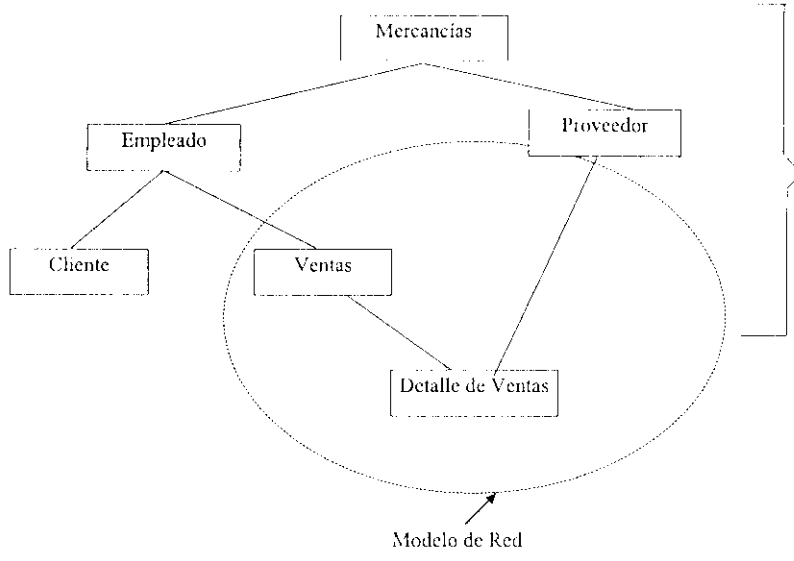 Mercancías
Proveedor
Empleado
Cliente
Ventas
Detalle de Ventas
Modelo de Red